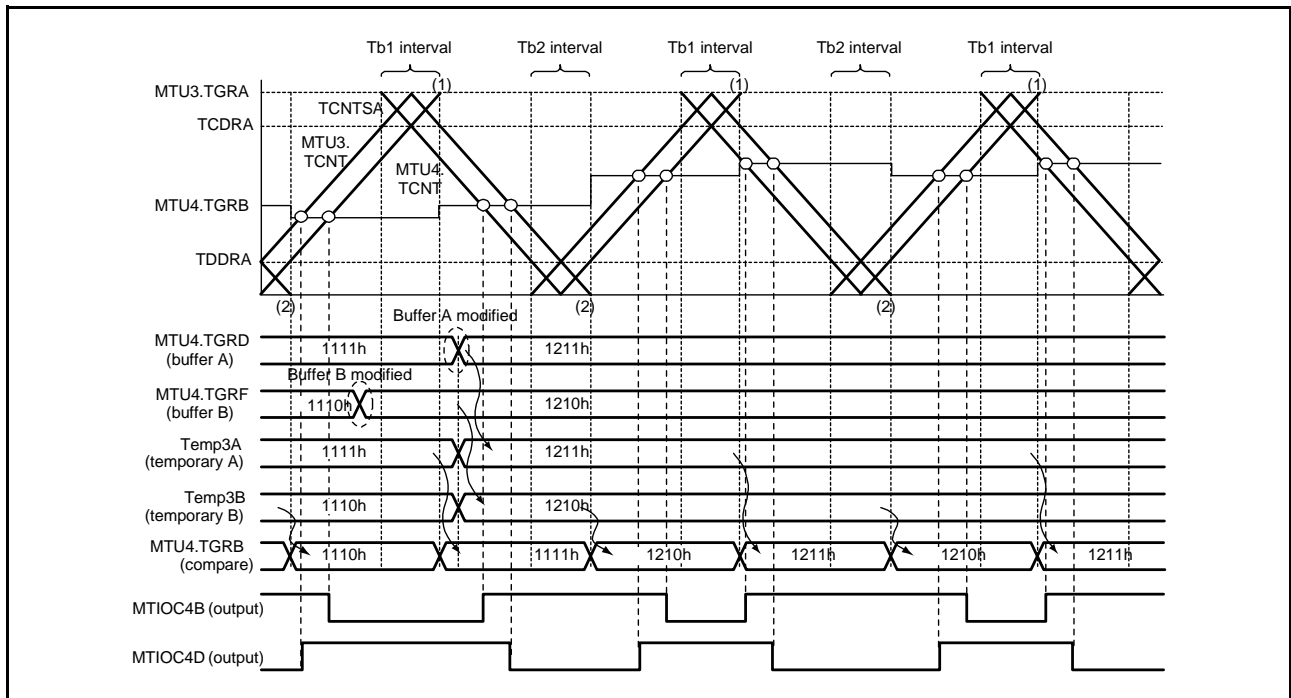 Tb1 interval Tb2 interval Tb1 interval Tb2 interval Tb1 interval
MTU3.TGRA
(1) (1) (1)
TCNTSA
TCDRA
MTU3.
TCNT
MTU4.
TCNT
MTU4.TGRB
TDDRA
(2) (2) (2)
Buffer A modified
MTU4.TGRD
(buffer A)
1111h 1211h
Buffer B modified
MTU4.TGRF
(buffer B)
1110h 1210h
Temp3A
(temporary A)
1111h 1211h
Temp3B
(temporary B)
1110h 1210h
MTU4.TGRB
(compare)
1110h 1111h 1210h 1211h 1210h 1211h
MTIOC4B (output)
MTIOC4D (output)